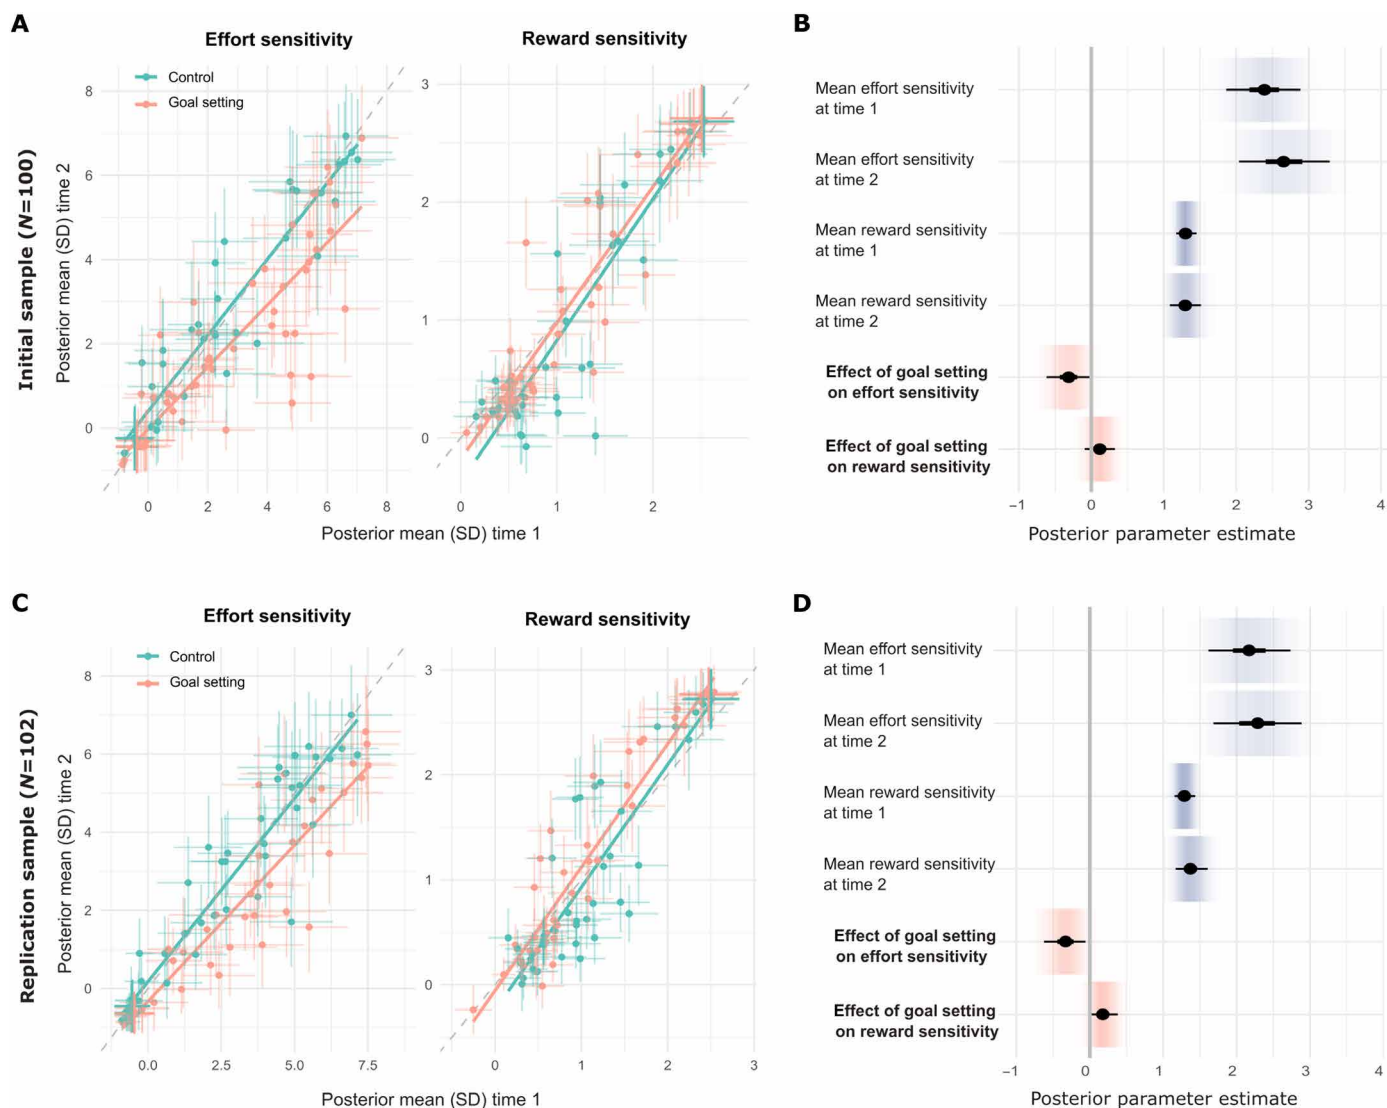 A
Effort sensitivity
Reward sensitivity
Control
Goal setting
Initial sample (N=100)
Posterior mean (SD) time 2
8
6
4
2
0
3
2
1
0
0
2
4
6
8
0
1
2
Posterior mean (SD) time 1
B
Mean effort sensitivity
at time 1
Mean effort sensitivity
at time 2
Mean reward sensitivity
at time 1
Mean reward sensitivity
at time 2
Effect of goal setting
on effort sensitivity
Effect of goal setting
on reward sensitivity
−1
0
1
2
3
4
Posterior parameter estimate
C
Effort sensitivity
Reward sensitivity
Control
Goal setting
Replication sample (N=102)
Posterior mean (SD) time 2
8
6
4
2
0
3
2
1
0
0.0
2.5
5.0
7.5
0
1
2
3
Posterior mean (SD) time 1
D
Mean effort sensitivity
at time 1
Mean effort sensitivity
at time 2
Mean reward sensitivity
at time 1
Mean reward sensitivity
at time 2
Effect of goal setting
on effort sensitivity
Effect of goal setting
on reward sensitivity
−1
0
1
2
3
4
Posterior parameter estimate